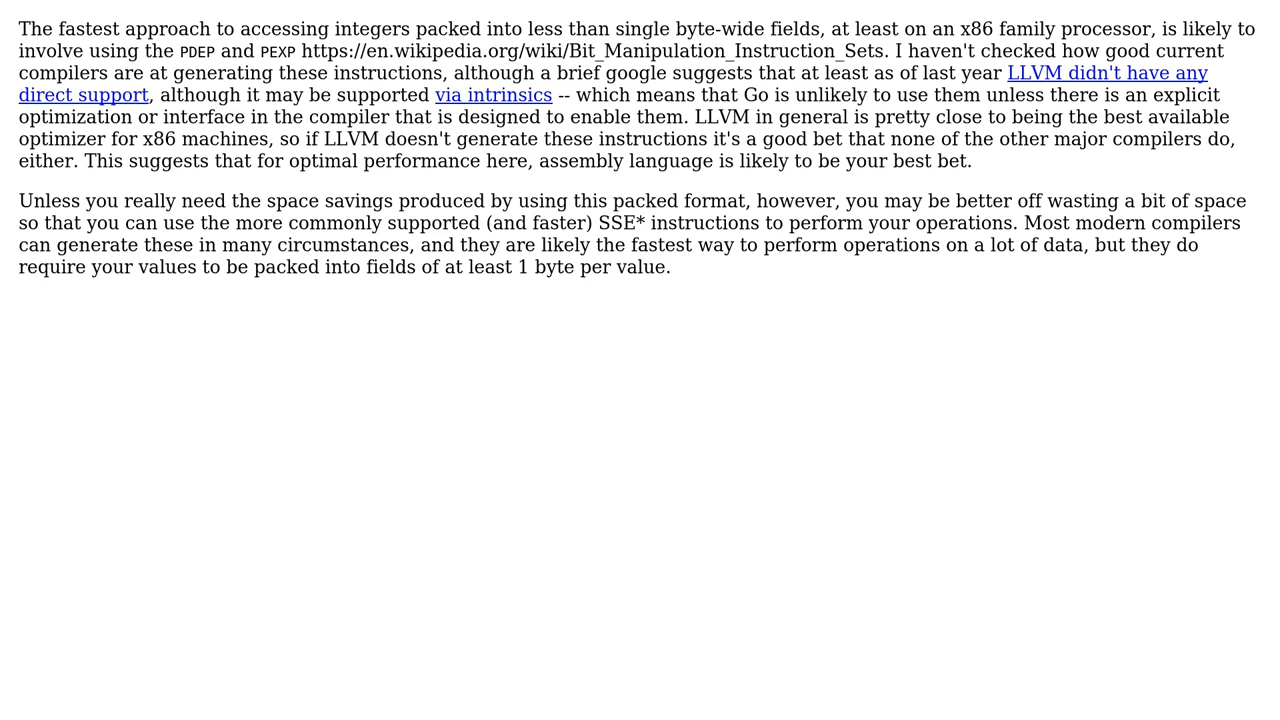 The fastest approach to accessing integers packed into less than single byte-wide fields, at least on an x86 family processor, is likely to
involve using the PDEP and PEXP https://en.wikipedia.org/wiki/Bit_Manipulation_Instruction_Sets. I haven't checked how good current
compilers are at generating these instructions, although a brief google suggests that at least as of last year LLVM didn't have any
direct support, although it may be supported via intrinsics -- which means that Go is unlikely to use them unless there is an explicit
optimization or interface in the compiler that is designed to enable them. LLVM in general is pretty close to being the best available
optimizer for x86 machines, so if LLVM doesn't generate these instructions it's a good bet that none of the other major compilers do,
either. This suggests that for optimal performance here, assembly language is likely to be your best bet.
Unless you really need the space savings produced by using this packed format, however, you may be better off wasting a bit of space
so that you can use the more commonly supported (and faster) SSE* instructions to perform your operations. Most modern compilers
can generate these in many circumstances, and they are likely the fastest way to perform operations on a lot of data, but they do
require your values to be packed into fields of at least 1 byte per value.